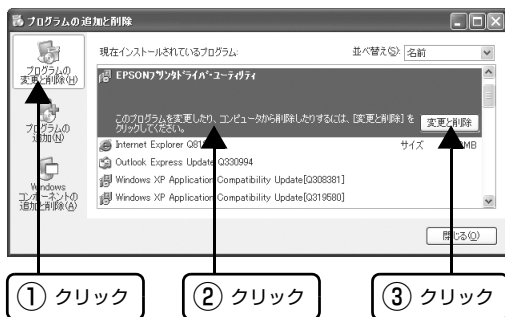 プログラムの追加と削除
現在インストールされているプログラム:
並べ替え(S): 名前
プログラムの
変更と削除(H)
EPSONプリンタドライバ・ユーティリティ
このプログラムを変更したり、コンピュータから削除したりするには、[変更と削除] を
クリックしてください。
変更と削除
プログラムの
追加(N)
Internet Explorer
サイズ
MB
Outlook Express Update Q330994
Windows XP Application Compatibility Update[Q308381]
Windows XP Application Compatibility Update[Q319580]
Windows
コンポーネントの
追加と削除(A)
閉じる(O)
① クリック
② クリック
③ クリック